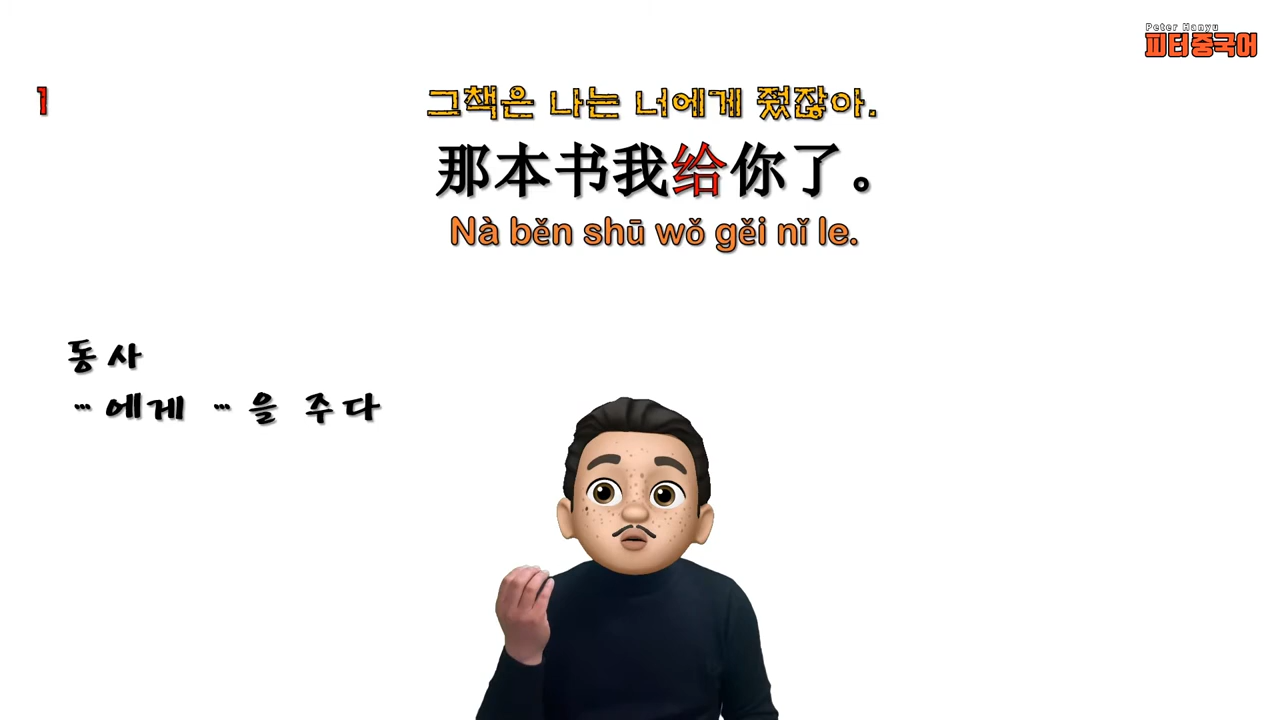 Peter Hanyu
피터중국어
1
그책은 나는 너에게 줬잖아.
那本书我给你了。
Nà běn shū wǒ gěi nǐ le.
동사
… 에게 … 을 주다